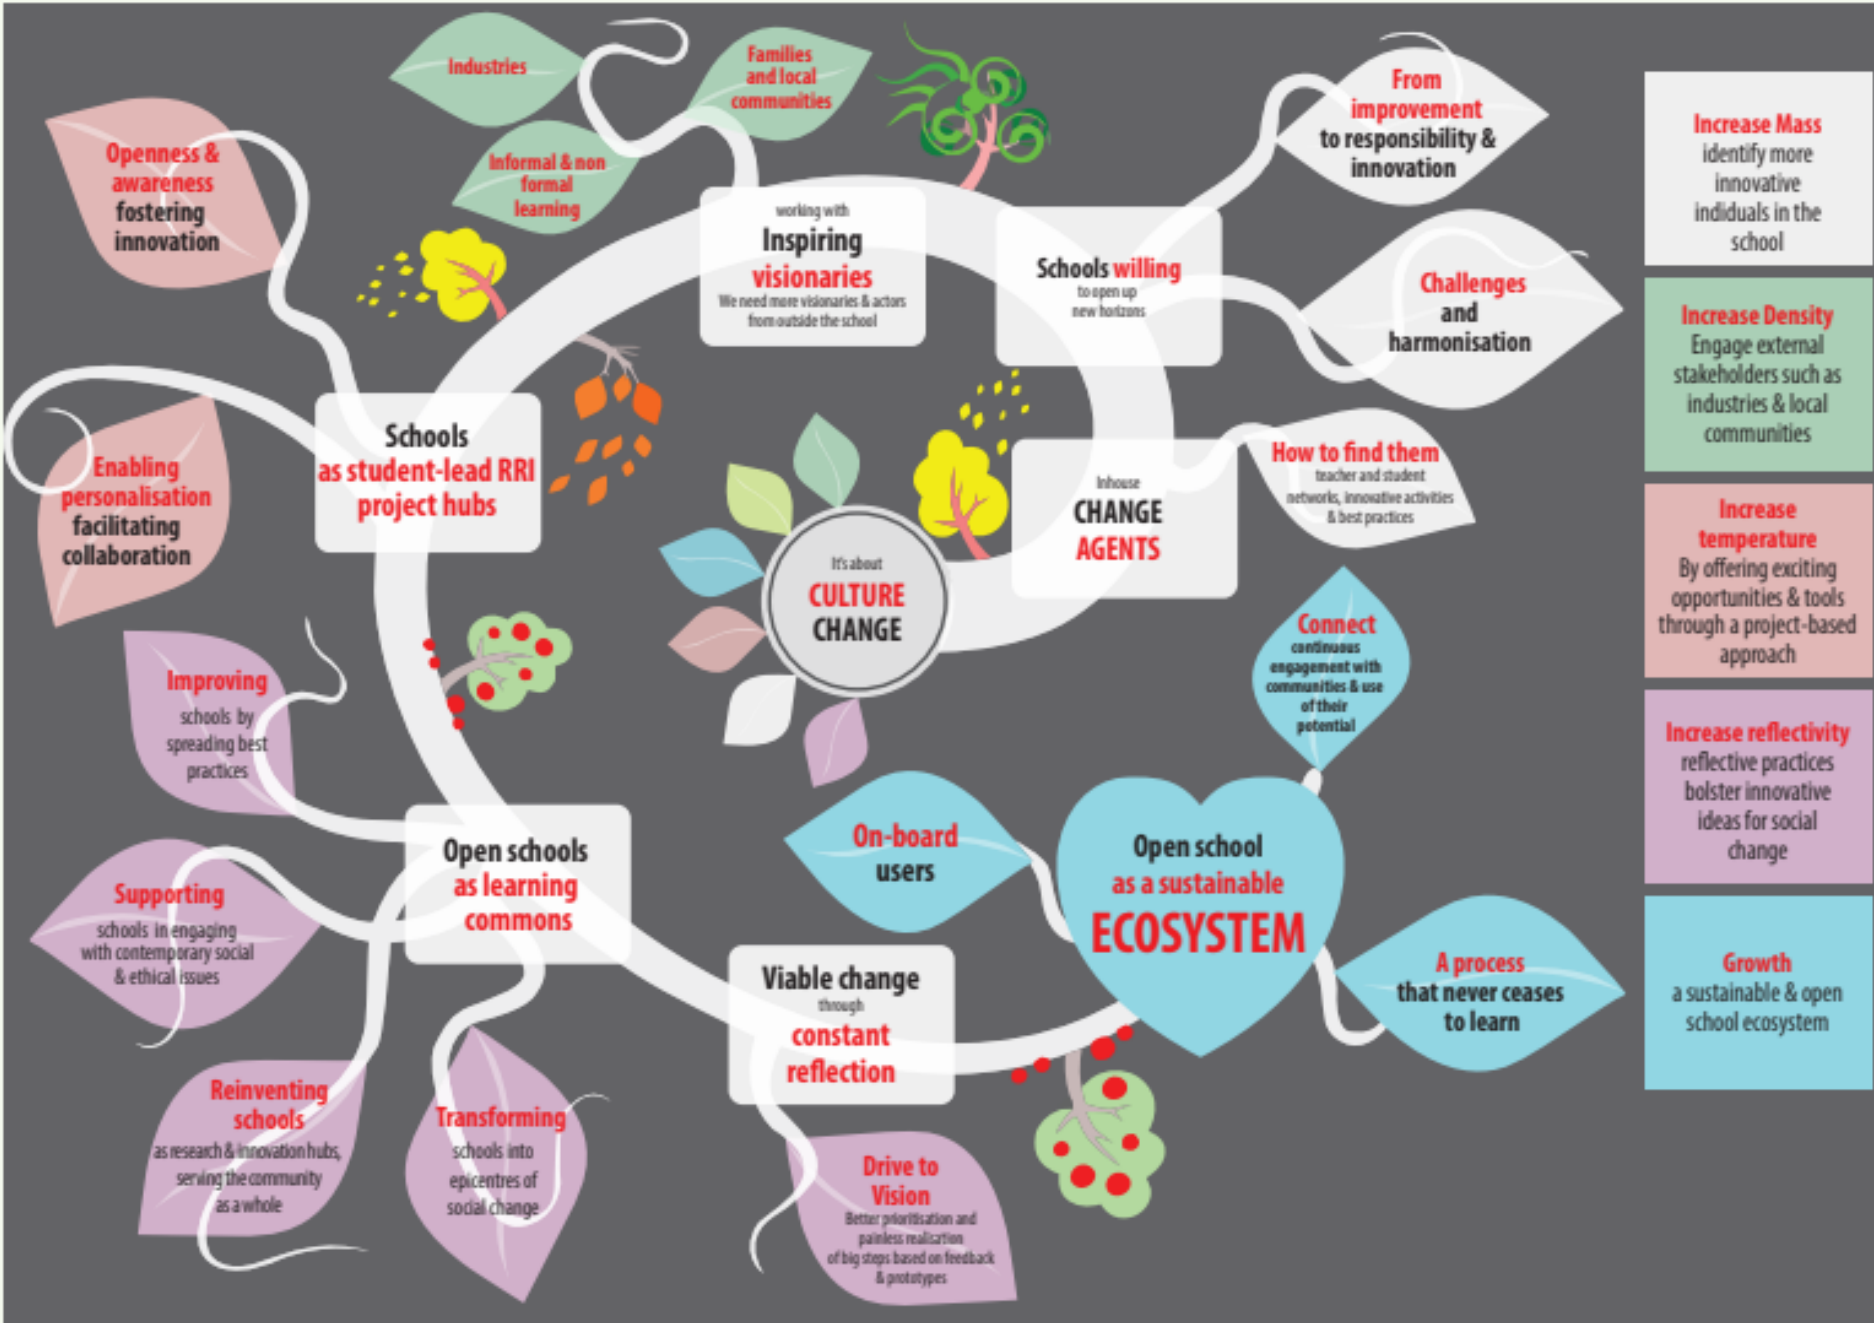 Industries
Families
and local
communities
Informal & non
formal
learning
Openness &
awareness
fostering
innovation
Enabling
personalisation
facilitating
collaboration
Schools
as student-lead RRI
project hubs
working with
Inspiring
visionaries
We need more visionaries & actors
from outside the school
Schools willing
to open up
new horizons
From
improvement
to responsibility &
innovation
Challenges
and
harmonisation
Inhouse
CHANGE
AGENTS
How to find them
teacher and student
networks, innovative activities
& best practices
It's about
CULTURE
CHANGE
Improving
schools by
spreading best
practices
Supporting
schools in engaging
with contemporary social
& ethical issues
Reinventing
schools
as research & innovation hubs,
serving the community
as a whole
Transforming
schools into
epicentres of
social change
Open schools
as learning
commons
Viable change
through
constant
reflection
Drive to
Vision
Better prioritisation and
painless realisation
of big steps based on feedback
& prototypes
On-board
users
Open school
as a sustainable
ECOSYSTEM
Connect
continuous
engagement with
communities & use
of their
potential
A process
that never ceases
to learn
Increase Mass
identify more
innovative
indiduals in the
school
Increase Density
Engage external
stakeholders such as
industries & local
communities
Increase
temperature
By offering exciting
opportunities & tools
through a project-based
approach
Increase reflectivity
reflective practices
bolster innovative
ideas for social
change
Growth
a sustainable & open
school ecosystem